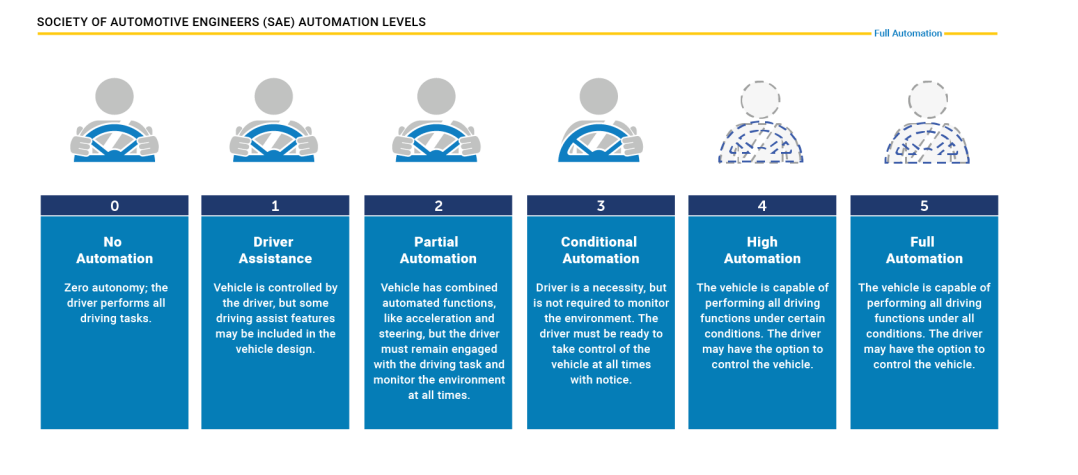 SOCIETY OF AUTOMOTIVE ENGINEERS (SAE) AUTOMATION LEVELS
Full Automation
0
No
Automation
Zero autonomy; the
driver performs all
driving tasks.
1
Driver
Assistance
Vehicle is controlled by
the driver, but some
driving assist features
may be included in the
vehicle design.
2
Partial
Automation
Vehicle has combined
automated functions,
like acceleration and
steering, but the driver
must remain engaged
with the driving task and
monitor the environment
at all times.
3
Conditional
Automation
Driver is a necessity, but
is not required to monitor
the environment. The
driver must be ready to
take control of the
vehicle at all times
with notice.
4
High
Automation
The vehicle is capable of
performing all driving
functions under certain
conditions. The driver
may have the option to
control the vehicle.
5
Full
Automation
The vehicle is capable of
performing all driving
functions under all
conditions. The driver
may have the option to
control the vehicle.